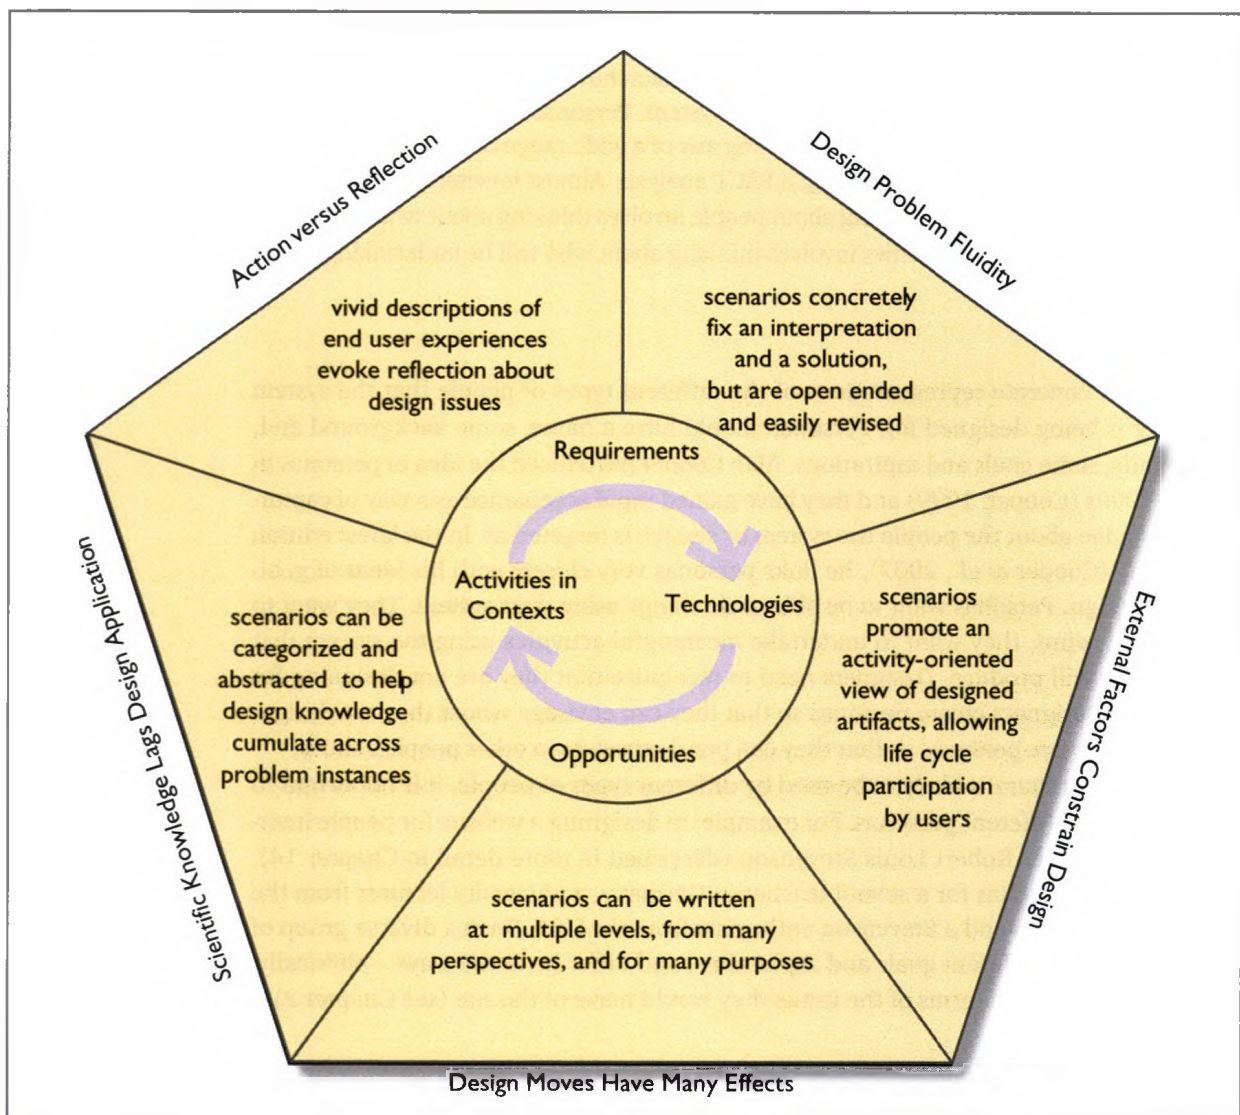 Action versus Reflection
Design Problem Fluidity
vivid descriptions of
end user experiences
evoke reflection about
design issues
scenarios concretely
fix an interpretation
and a solution,
but are open ended
and easily revised
Requirements
Activities in
Contexts
Technologies
Opportunities
Scientific Knowledge Lags Design Application
scenarios can be
categorized and
abstracted to help
design knowledge
cumulate across
problem instances
scenarios
promote an
activity-oriented
view of designed
artifacts, allowing
life cycle
participation
by users
External Factors Constrain Design
scenarios can be written
at multiple levels, from many
perspectives, and for many purposes
Design Moves Have Many Effects